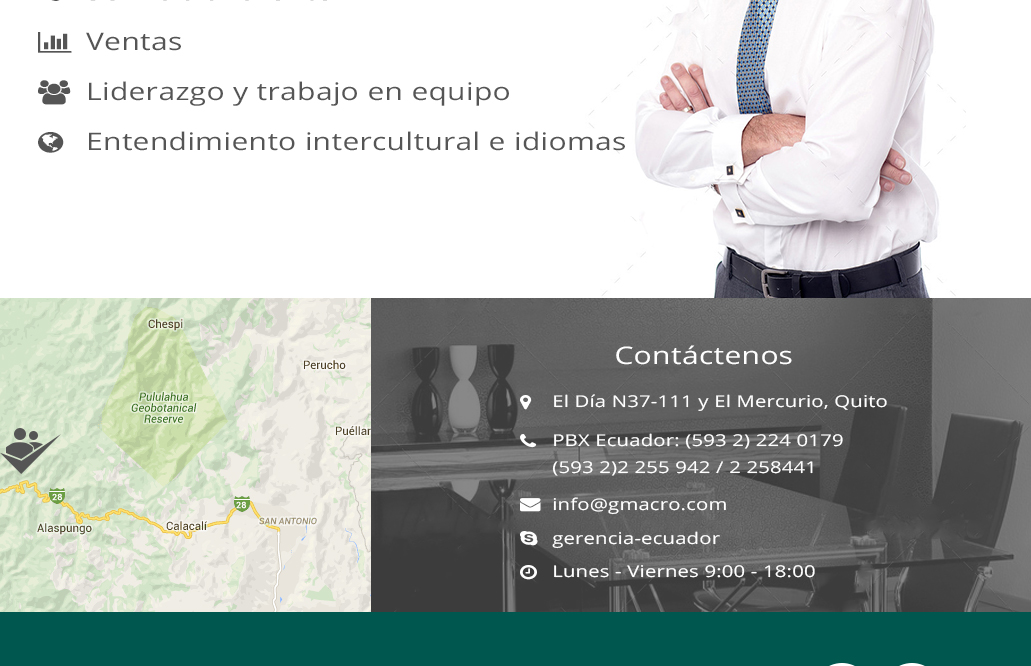 Ventas
Liderazgo y trabajo en equipo
Entendimiento intercultural e idiomas
Chespi
Perucho
Pululahua
Geobotanical
Reserve
Puéllar
28
28
SAN ANTONIO
Alaspungo
Calacalí
Contáctenos
El Día N37-111 y El Mercurio, Quito
PBX Ecuador: (593 2) 224 0179
(593 2)2 255 942 / 2 258441
info@gmacro.com
gerencia-ecuador
Lunes - Viernes 9:00 - 18:00